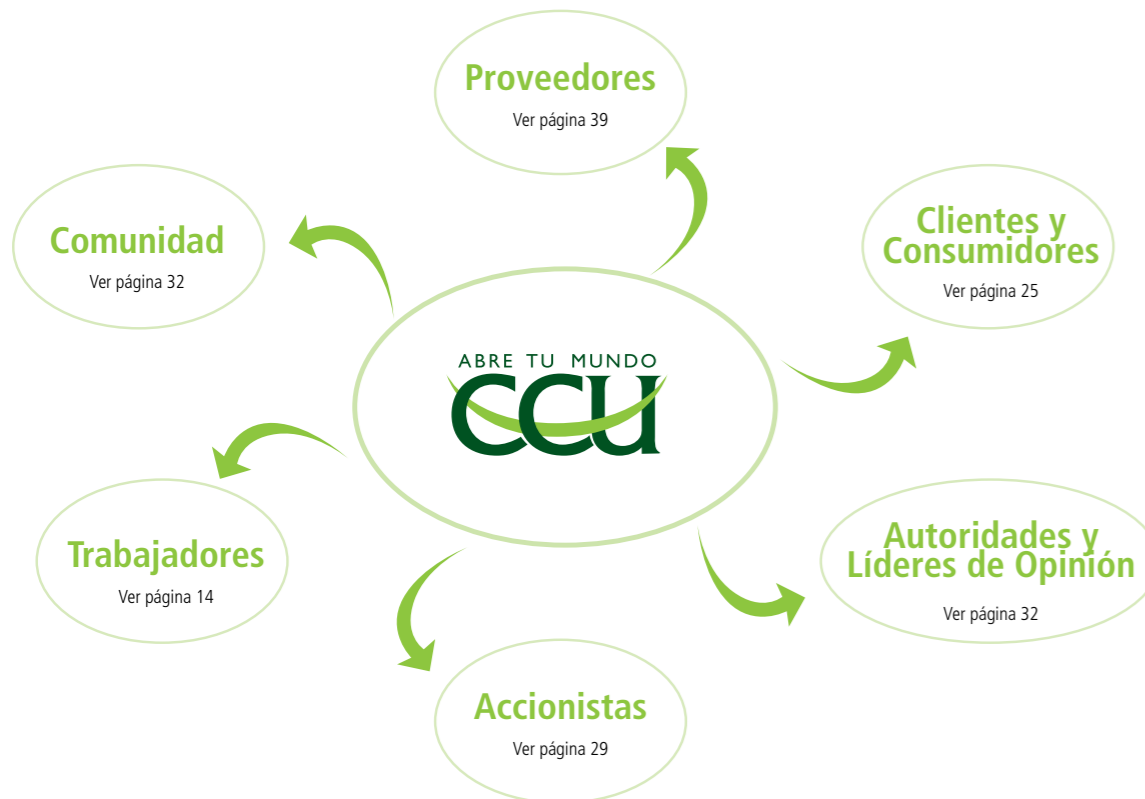 Proveedores
Ver página 39
Comunidad
Ver página 32
Clientes y
Consumidores
Ver página 25
ABRE TU MUNDO
CCU
Trabajadores
Ver página 14
Autoridades y
Líderes de Opinión
Ver página 32
Accionistas
Ver página 29